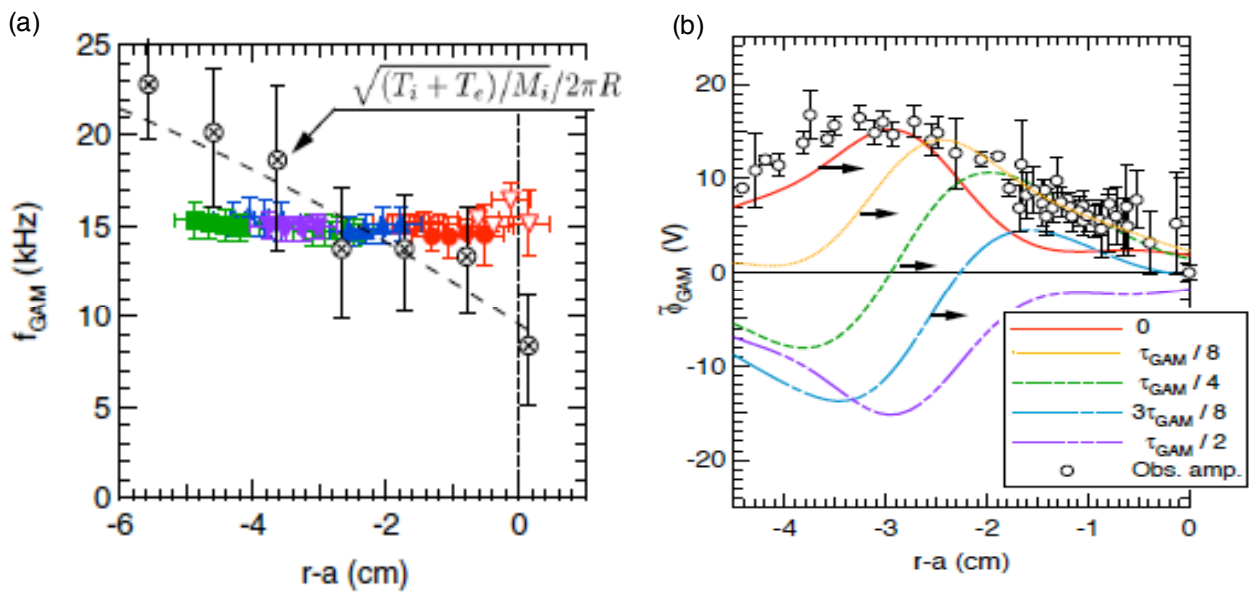 (a)
25
20
15
10
5
0
f_GAM (kHz)
√(T_i + T_e)/M_i/2πR
-6
-4
-2
0
r-a (cm)
(b)
20
10
0
-10
-20
ϕ̃_GAM (V)
0
τ_GAM / 8
τ_GAM / 4
3τ_GAM / 8
τ_GAM / 2
Obs. amp.
-4
-3
-2
-1
0
r-a (cm)